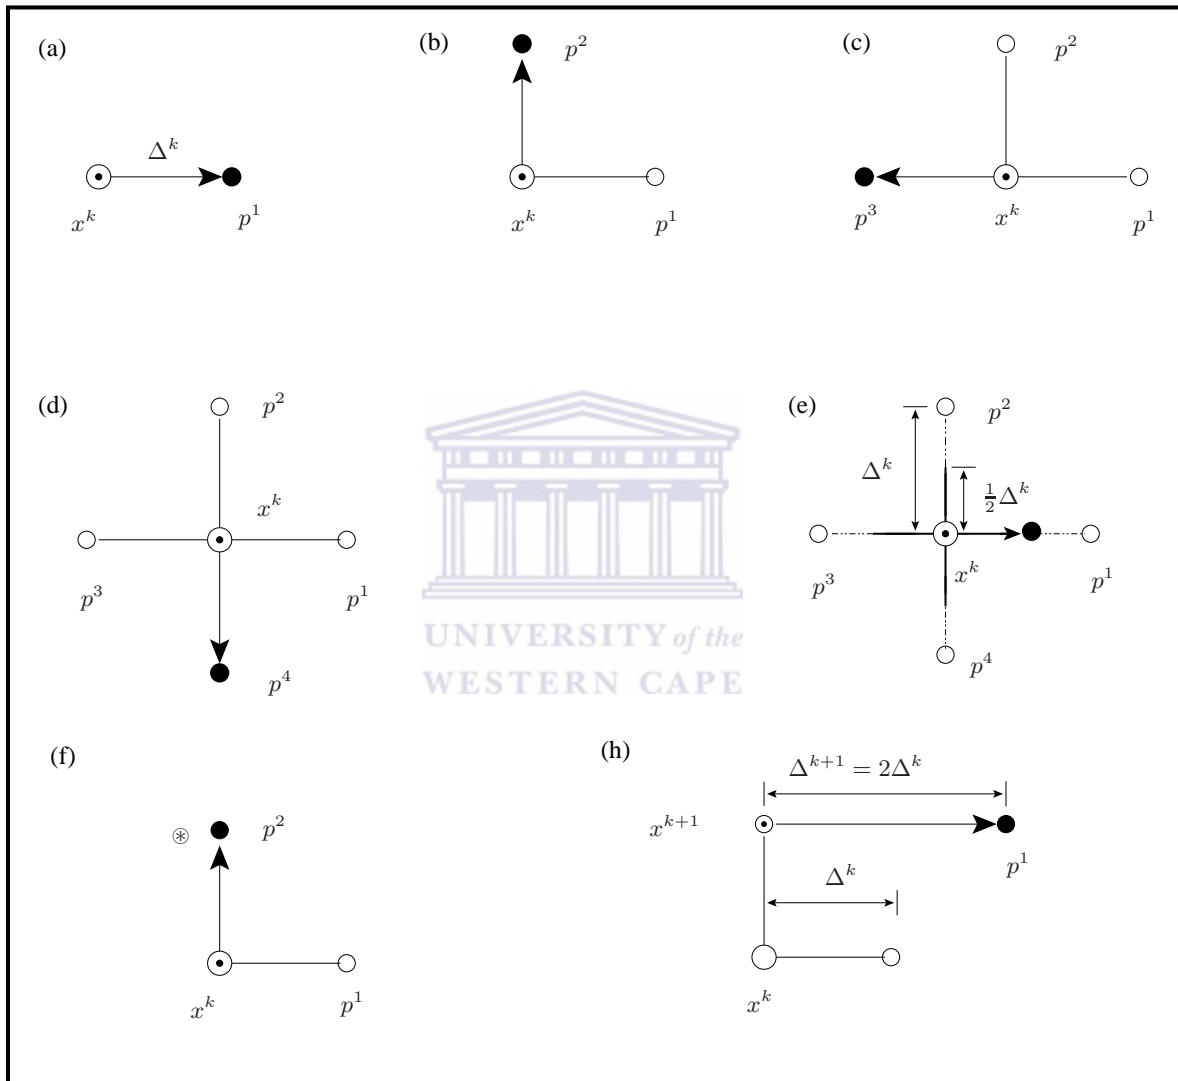 (a)
Δ^k
x^k
p^1
(b)
p^2
x^k
p^1
(c)
p^2
p^3
x^k
p^1
(d)
p^2
x^k
p^3
p^1
p^4
(e)
p^2
Δ^k
½Δ^k
x^k
p^3
p^1
p^4
UNIVERSITY of the
WESTERN CAPE
(f)
⊛
p^2
x^k
p^1
(h)
Δ^{k+1} = 2Δ^k
x^{k+1}
p^1
Δ^k
x^k